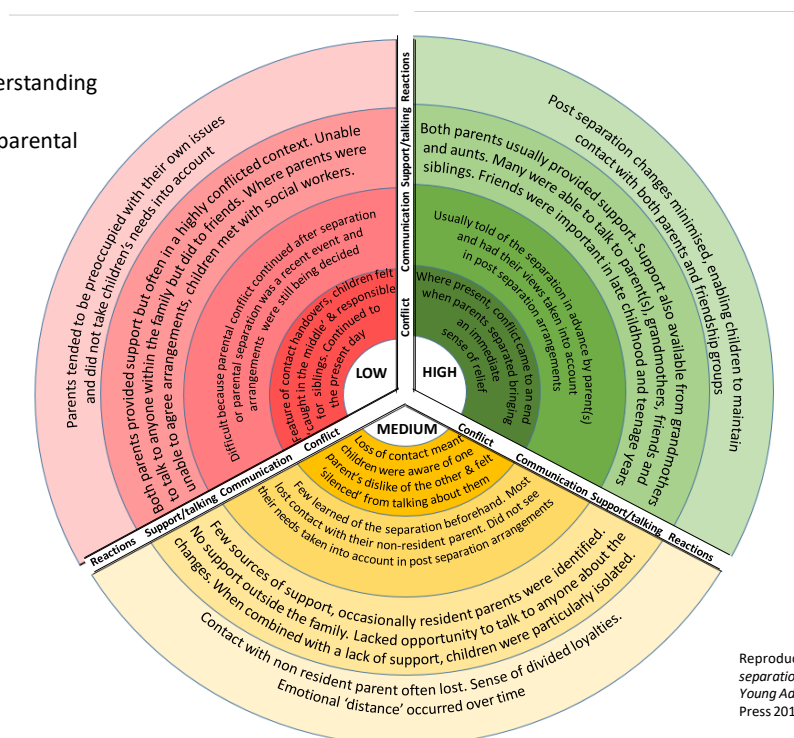 erstanding
parental
Reactions
Support/talking
Communication
Conflict
LOW
Parents tended to be preoccupied with their own issues
and did not take children's needs into account
Both parents provided support but often in a highly conflicted context. Unable
to talk to anyone within the family but did to friends. Where parents were
unable to agree arrangements, children met with social workers.
Difficult because parental conflict continued after separation
or parental separation was a recent event and
arrangements were still being decided
Feature of contact handovers, children felt
'caught in the middle' & responsible
for siblings. Continued to
the present day
HIGH
Post separation changes minimised, enabling children to maintain
contact with both parents and friendship groups
Both parents usually provided support. Support also available from grandmothers
and aunts. Many were able to talk to parent(s), grandmothers, friends and
siblings. Friends were important in late childhood and teenage years
Usually told of the separation in advance by parent(s)
and had their views taken into account
in post separation arrangements
Where present, conflict came to an end
when parents separated bringing
an immediate
sense of relief
Reactions Support/talking Communication Conflict
Conflict Communication Support/talking Reactions
MEDIUM
Loss of contact meant
children were aware of one
parent's dislike of the other & felt
'silenced' from talking about them
Few learned of the separation beforehand. Most
lost contact with their non-resident parent. Did not see
their needs taken into account in post separation arrangements
Few sources of support, occasionally resident parents were identified.
No support outside the family. Lacked opportunity to talk to anyone about the
changes. When combined with a lack of support, children were particularly isolated.
Contact with non resident parent often lost. Sense of divided loyalties.
Emotional 'distance' occurred over time
Reproduc
separation
Young Ad
Press 201